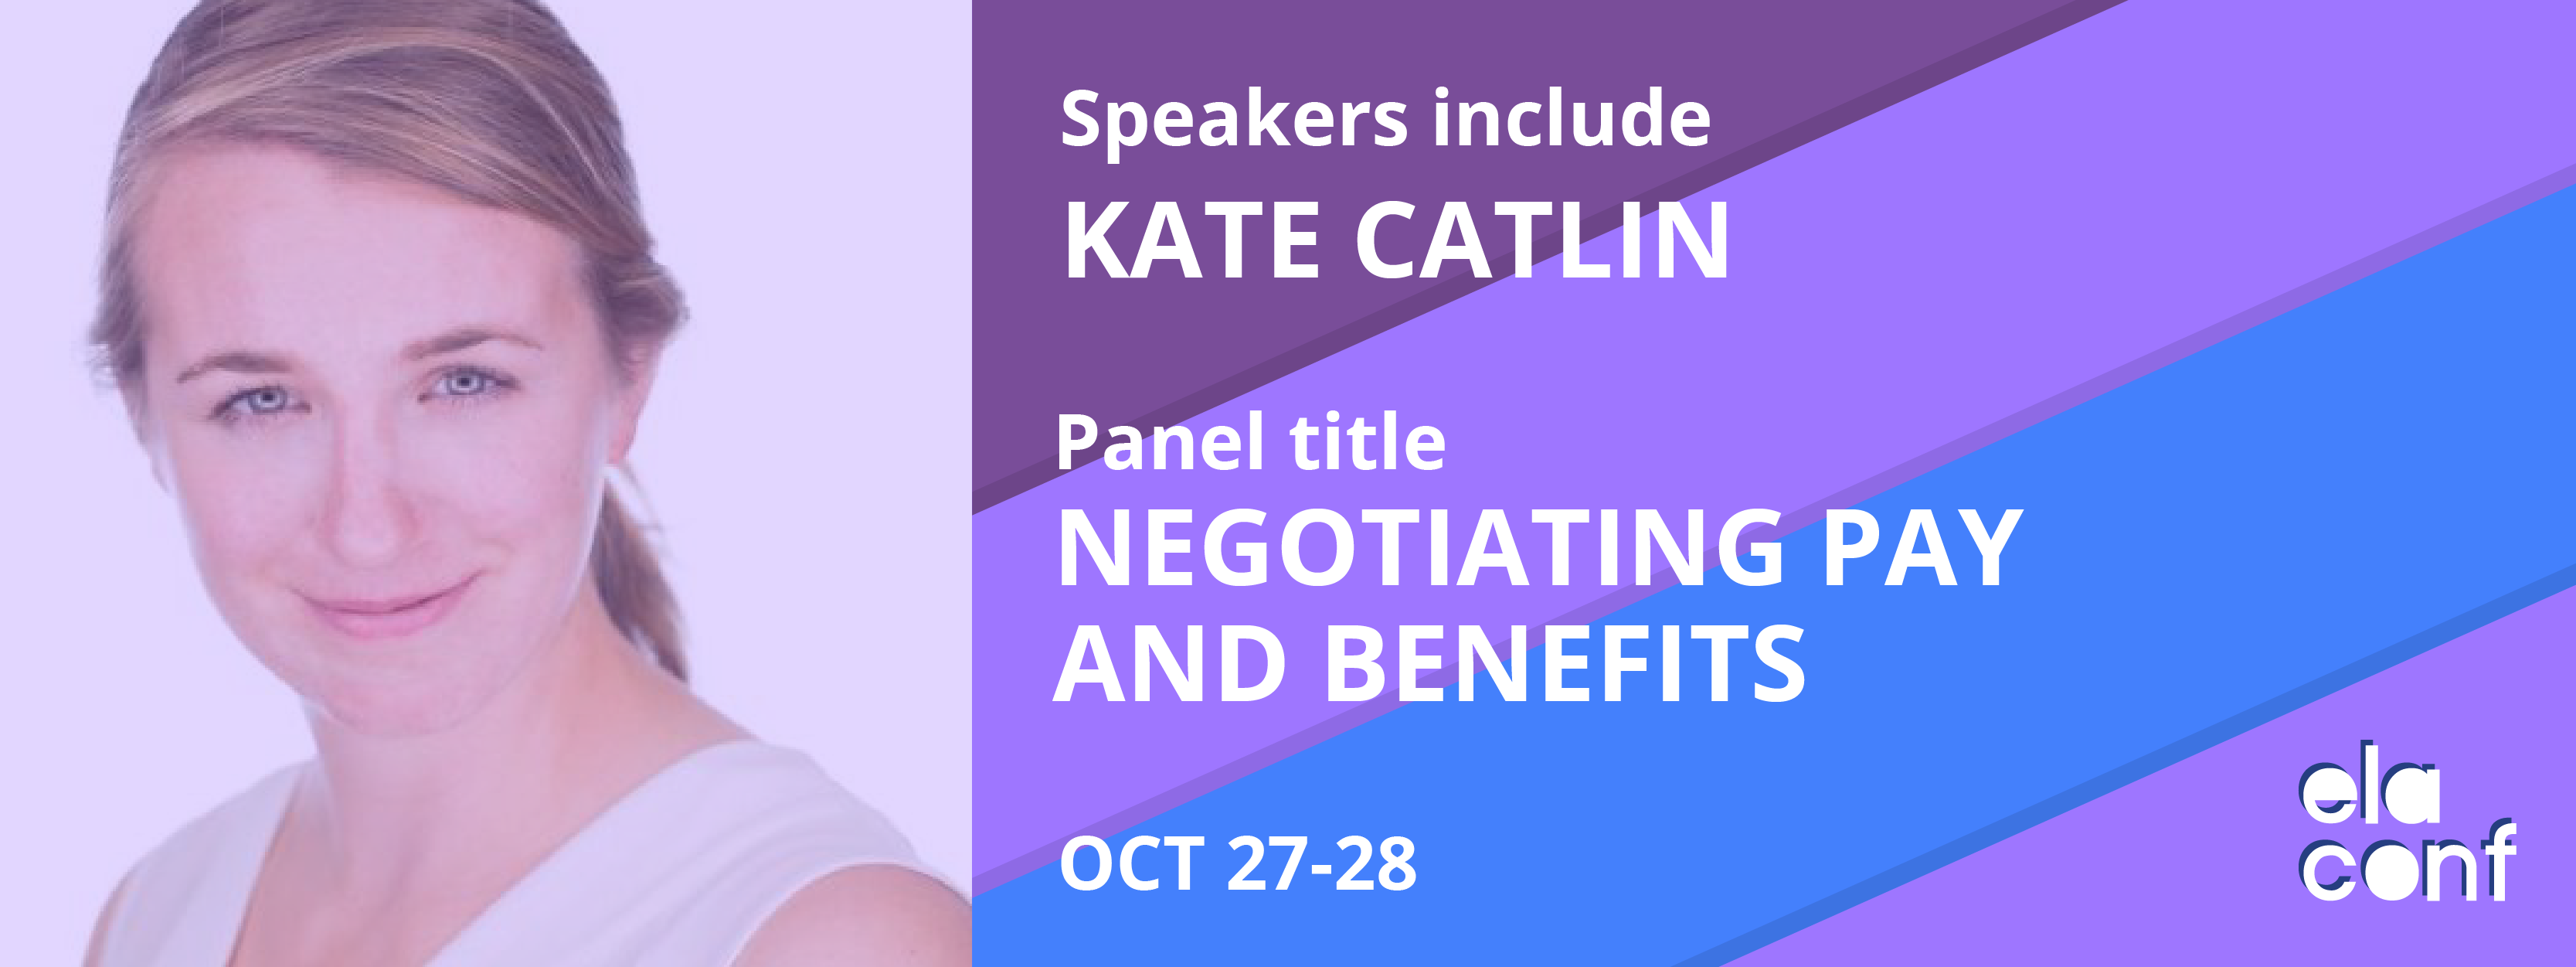 Speakers include
KATE CATLIN
Panel title
NEGOTIATING PAY
AND BENEFITS
OCT 27-28
ela
conf